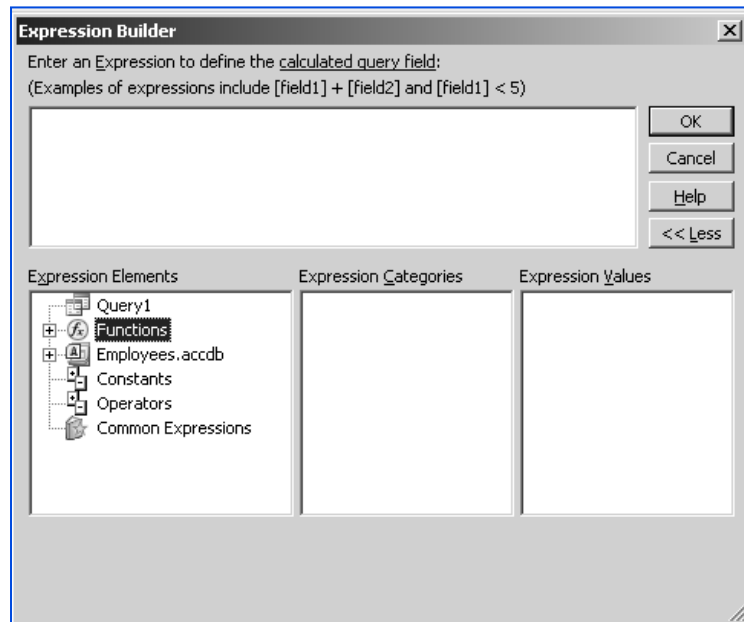 Expression Builder
Enter an Expression to define the calculated query field:
(Examples of expressions include [field1] + [field2] and [field1] < 5)
OK
Cancel
Help
<< Less
Expression Elements
Expression Categories
Expression Values
Query1
Functions
Employees.accdb
Constants
Operators
Common Expressions